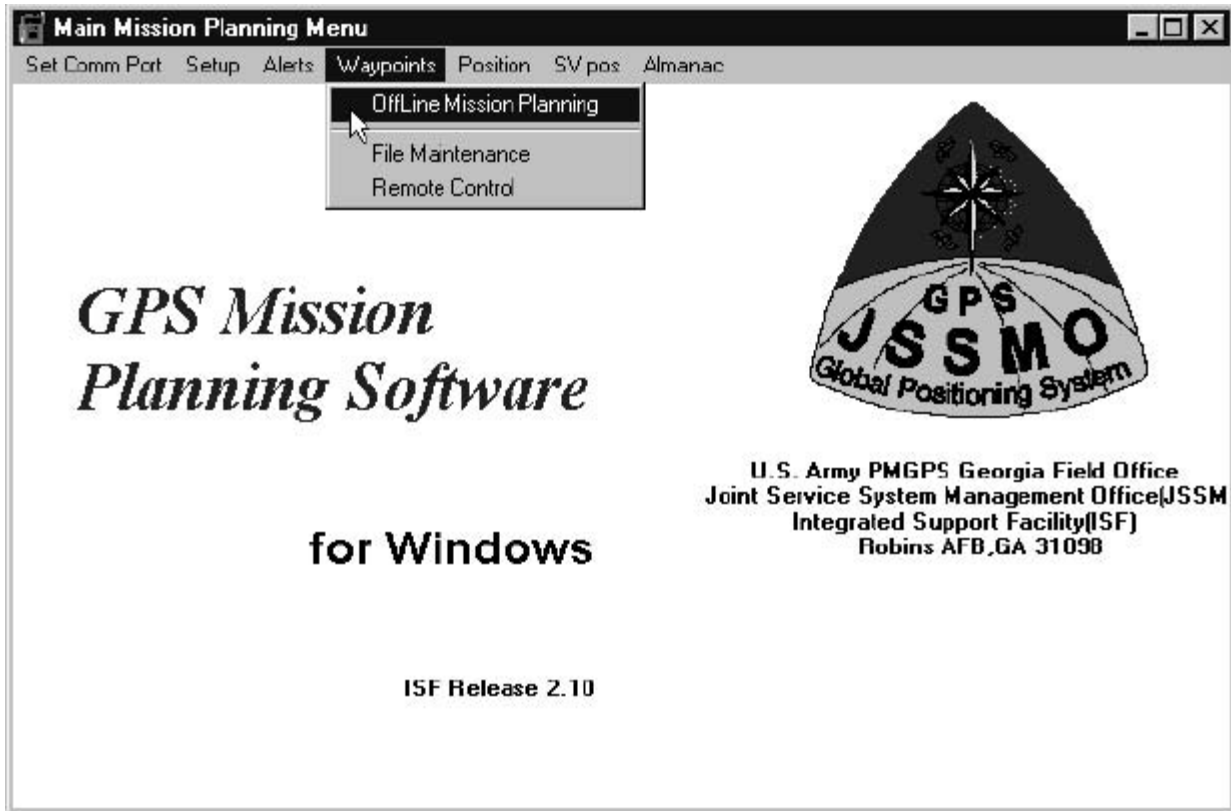 Main Mission Planning Menu
Set Comm Port Setup Alerts Waypoints Position SV pos Almanac
OffLine Mission Planning
File Maintenance
Remote Control
GPS Mission
Planning Software
for Windows
ISF Release 2.10
GPS
JSSMO
Global Positioning System
U.S. Army PMGPS Georgia Field Office
Joint Service System Management Office(JSSM
Integrated Support Facility(ISF)
Robins AFB,GA 31098